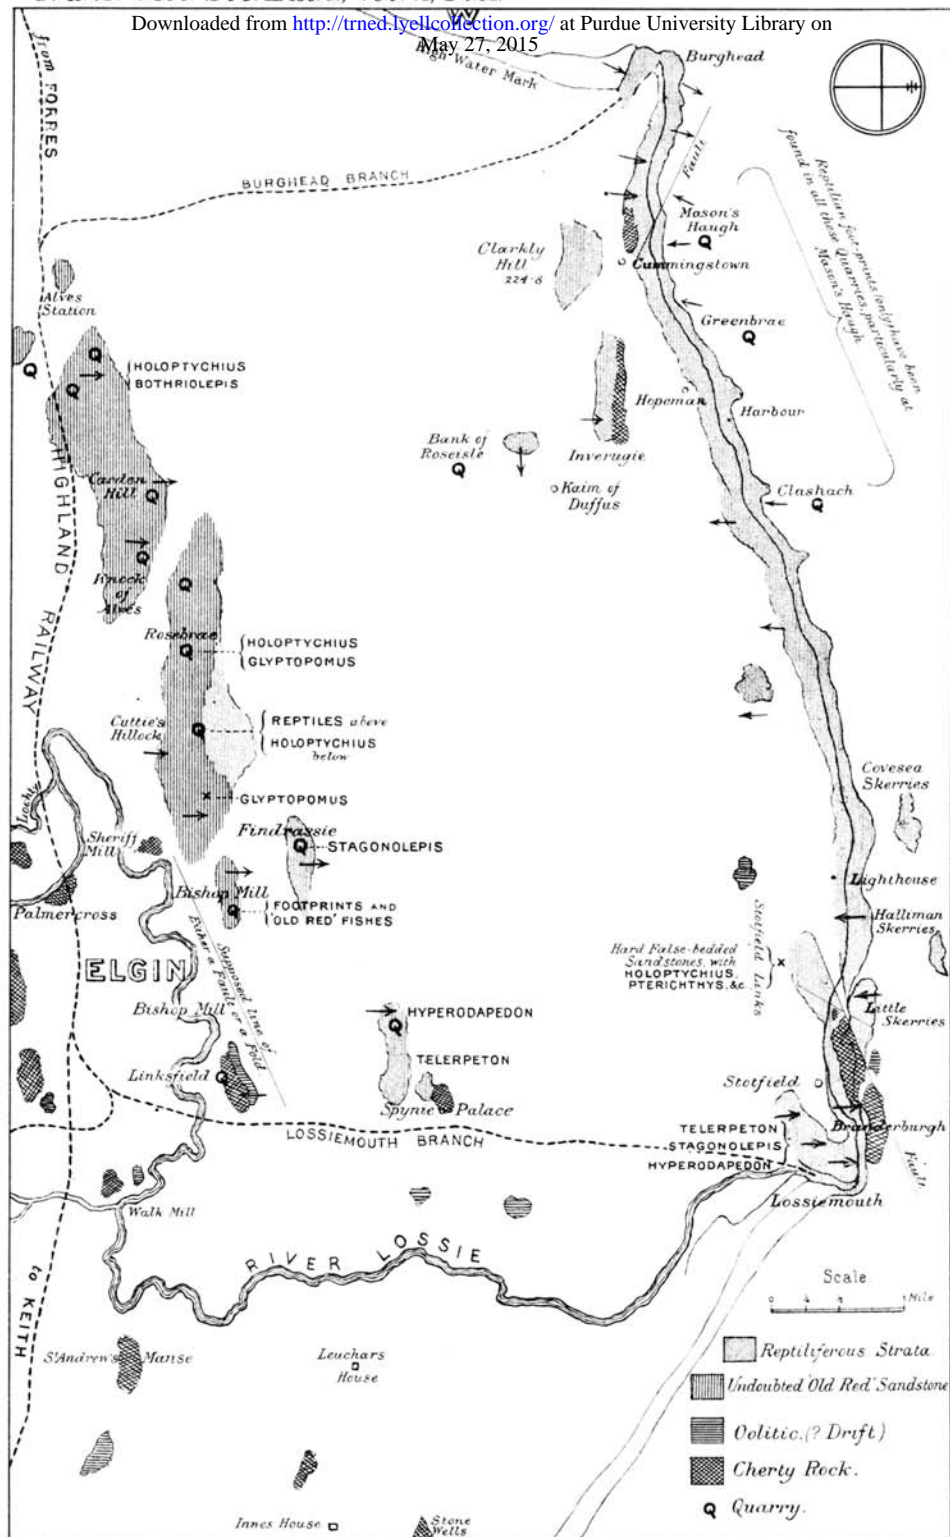 Downloaded from http://trned.lyellcollection.org/ at Purdue University Library on
May 27, 2015
W
High Water Mark
Burghead
from FORRES
BURGHEAD BRANCH
Fault
Mason's
Haugh
Q
Clarkly
Hill
224·8
Cummingstown
Reptilian foot-prints (only) have been
found in all these Quarries, particularly at
Mason's Haugh
Alves
Station
Greenbrae
Q
Q
HOLOPTYCHIUS
BOTHRIOLEPIS
Q
Q
Hopeman
Harbour
Bank of
Roseisle
Q
Inverugie
Kaim of
Duffus
Clashach
Q
HIGHLAND RAILWAY
Carden
Hill
Q
Q
Knock
of
Alves
Q
Rosebrae
Q
HOLOPTYCHIUS
GLYPTOPOMUS
Cuttie's
Hillock
Q
REPTILES above
HOLOPTYCHIUS
below
GLYPTOPOMUS
Covesea
Skerries
Lochty
Sheriff
Mill
Findrassie
Q
STAGONOLEPIS
Palmercross
Bishop Mill
Q
FOOTPRINTS AND
'OLD RED' FISHES
Lighthouse
Halliman
Skerries
Stotfield Links
Hard False-bedded
Sandstones, with
HOLOPTYCHIUS,
PTERICHTHYS, &c.
ELGIN
Supposed line of
Either a Fault or a Fold
Bishop Mill
Q
HYPERODAPEDON
Little
Skerries
Linksfield
Q
TELERPETON
Spynie Palace
Stotfield
Branderburgh
LOSSIEMOUTH BRANCH
TELERPETON
STAGONOLEPIS
HYPERODAPEDON
Fault
Lossiemouth
Walk Mill
RIVER LOSSIE
to KEITH
Scale
Mile
St Andrew's Manse
Leuchars
House
Reptiliferous Strata
Undoubted 'Old Red' Sandstone
Oolitic. (? Drift)
Cherty Rock.
Q Quarry.
Innes House
Stone
Wells